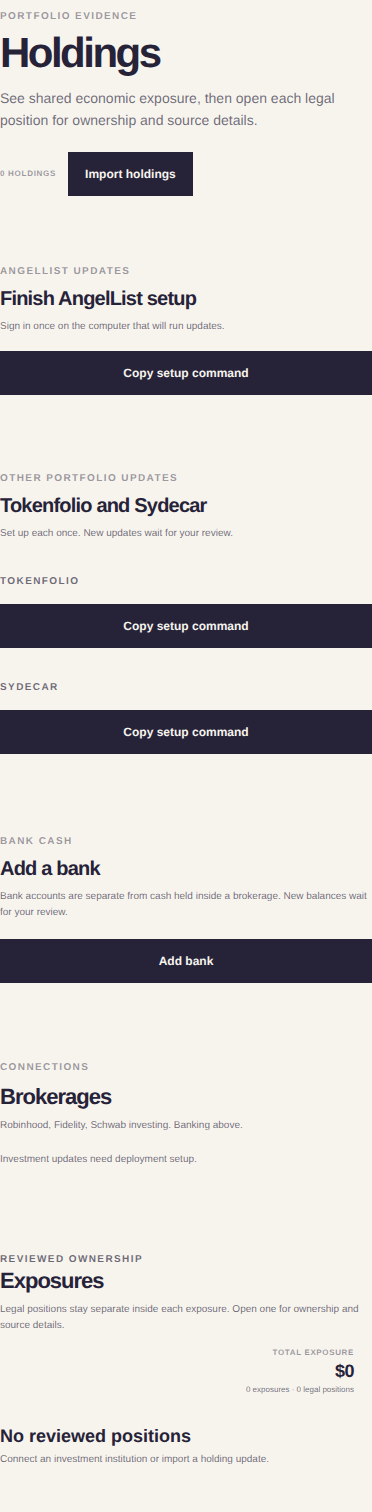 PORTFOLIO EVIDENCE
Holdings
See shared economic exposure, then open each legal
position for ownership and source details.
0 HOLDINGS
Import holdings
ANGELLIST UPDATES
Finish AngelList setup
Sign in once on the computer that will run updates.
Copy setup command
OTHER PORTFOLIO UPDATES
Tokenfolio and Sydecar
Set up each once. New updates wait for your review.
TOKENFOLIO
Copy setup command
SYDECAR
Copy setup command
BANK CASH
Add a bank
Bank accounts are separate from cash held inside a brokerage. New balances wait
for your review.
Add bank
CONNECTIONS
Brokerages
Robinhood, Fidelity, Schwab investing. Banking above.
Investment updates need deployment setup.
REVIEWED OWNERSHIP
Exposures
Legal positions stay separate inside each exposure. Open one for ownership and
source details.
TOTAL EXPOSURE
$0
0 exposures · 0 legal positions
No reviewed positions
Connect an investment institution or import a holding update.